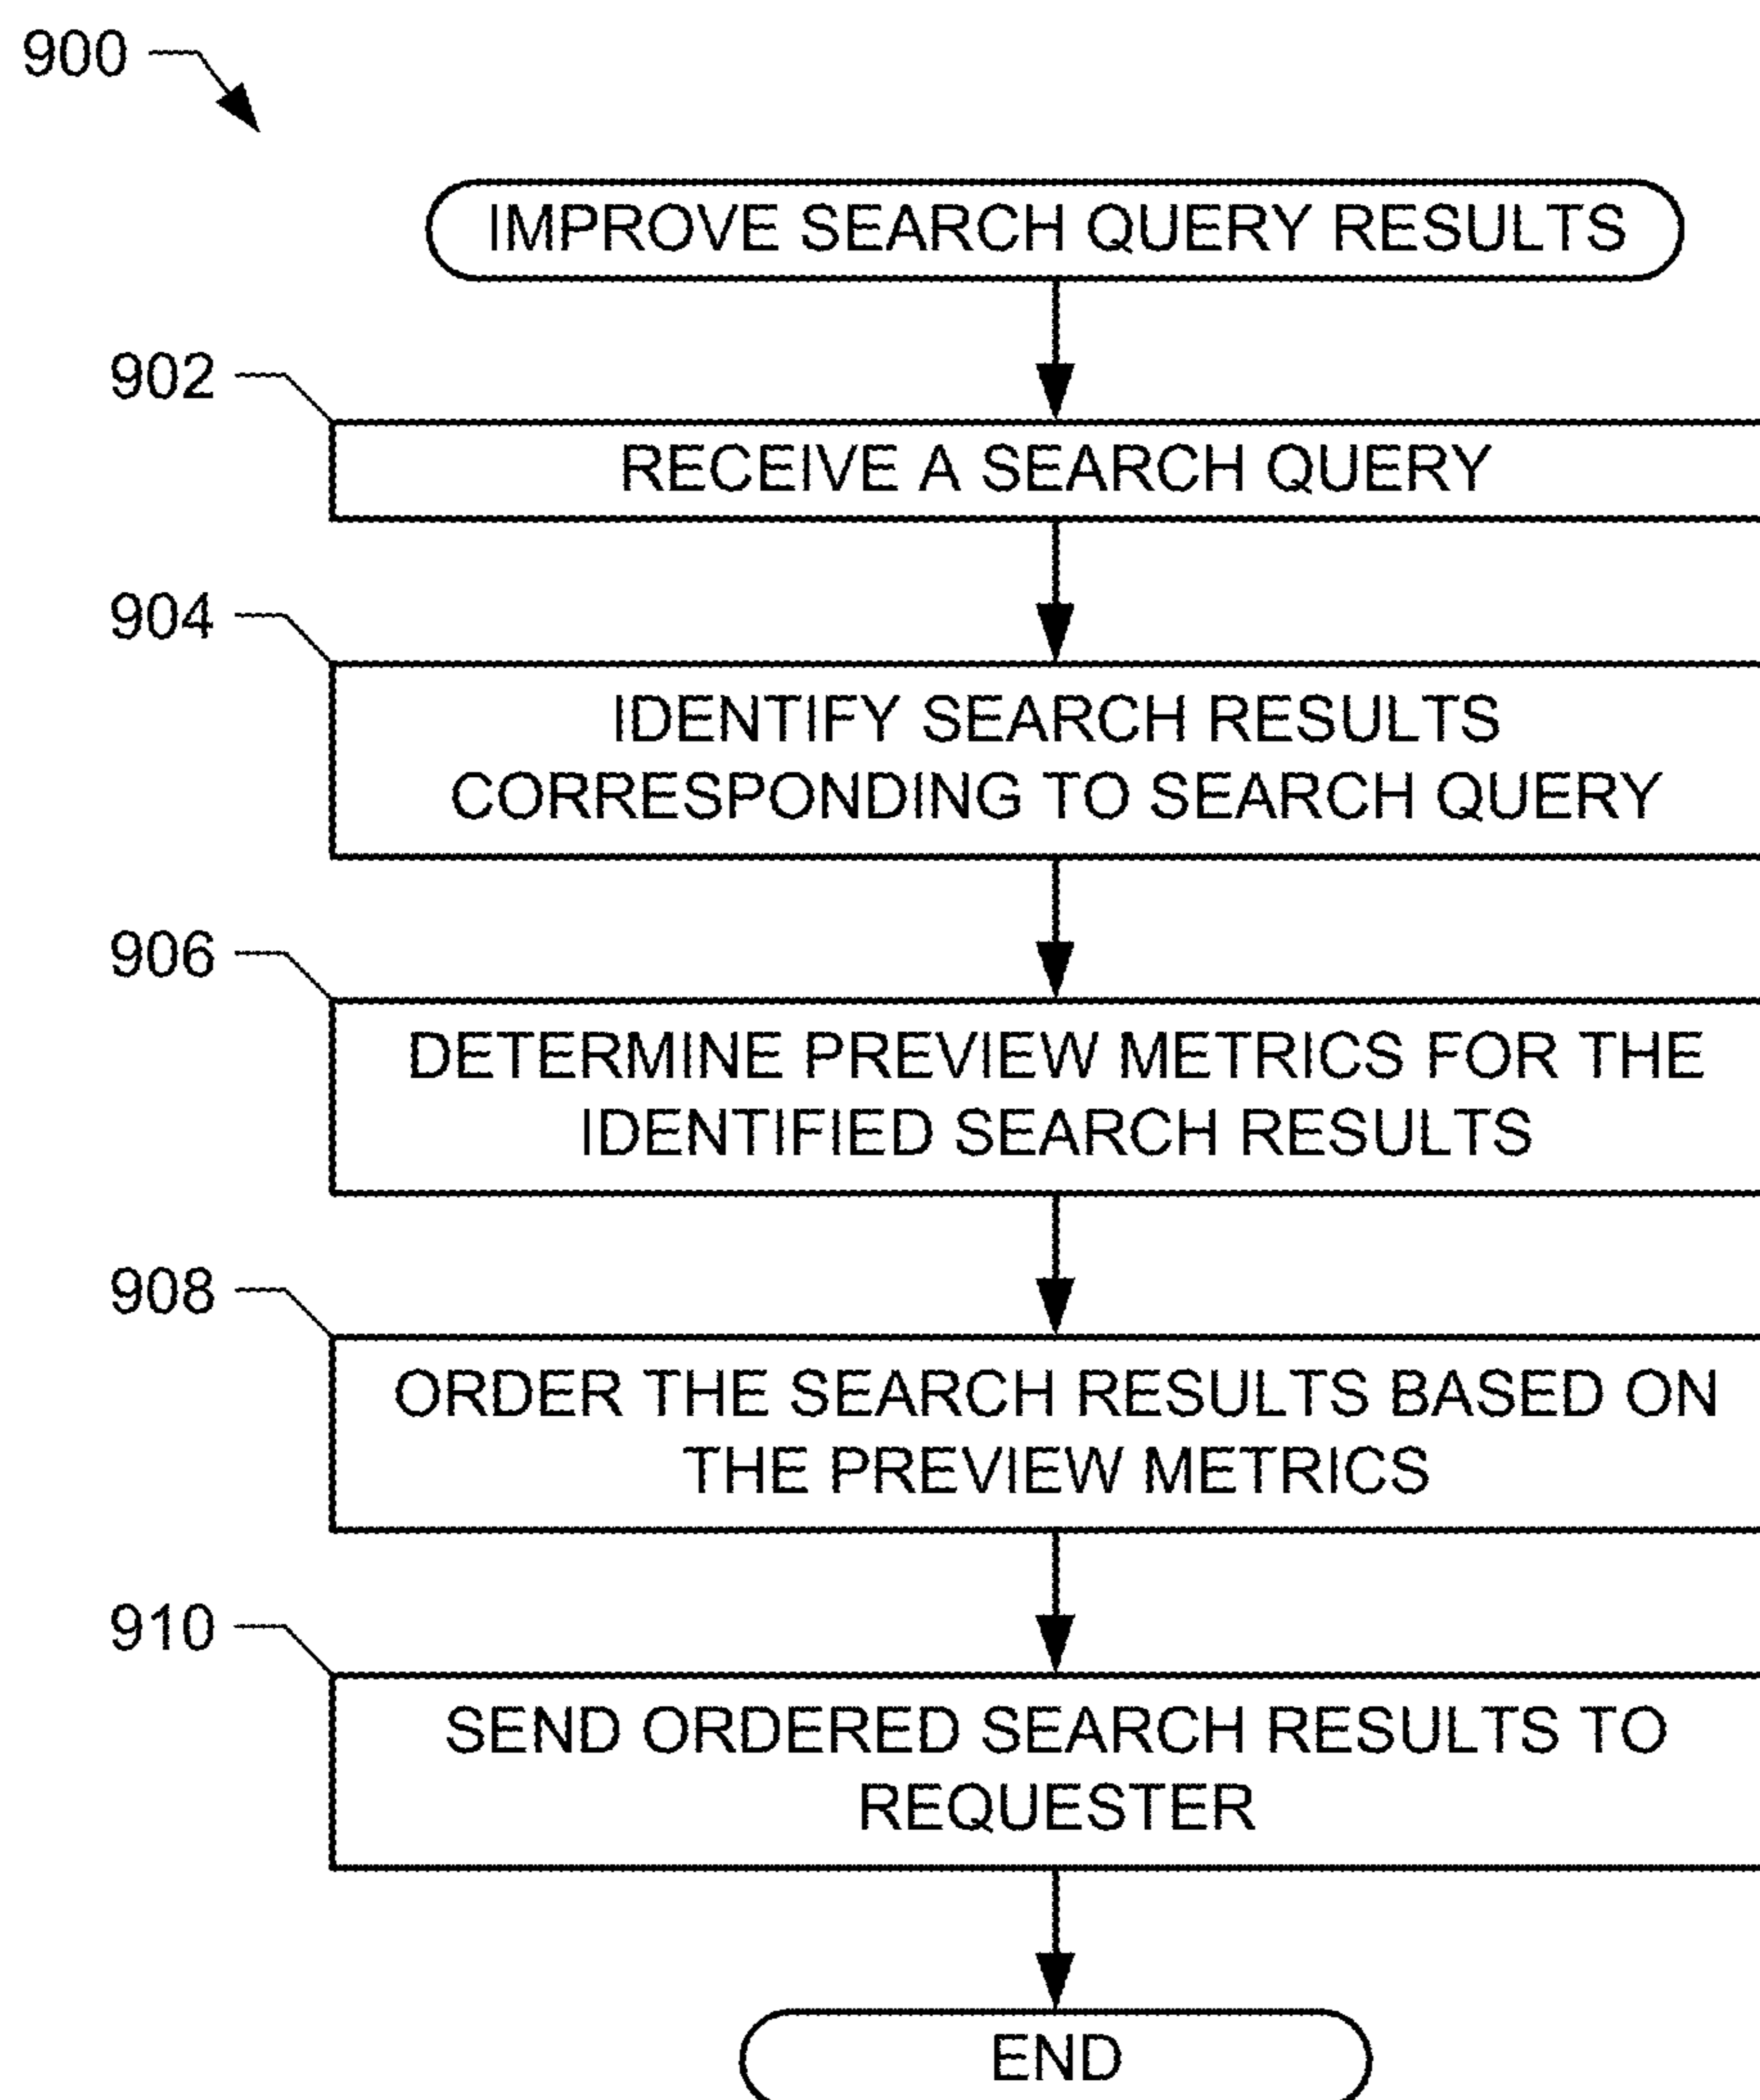 900
IMPROVE SEARCH QUERY RESULTS
902
RECEIVE A SEARCH QUERY
904
IDENTIFY SEARCH RESULTS
CORRESPONDING TO SEARCH QUERY
906
DETERMINE PREVIEW METRICS FOR THE
IDENTIFIED SEARCH RESULTS
908
ORDER THE SEARCH RESULTS BASED ON
THE PREVIEW METRICS
910
SEND ORDERED SEARCH RESULTS TO
REQUESTER
END